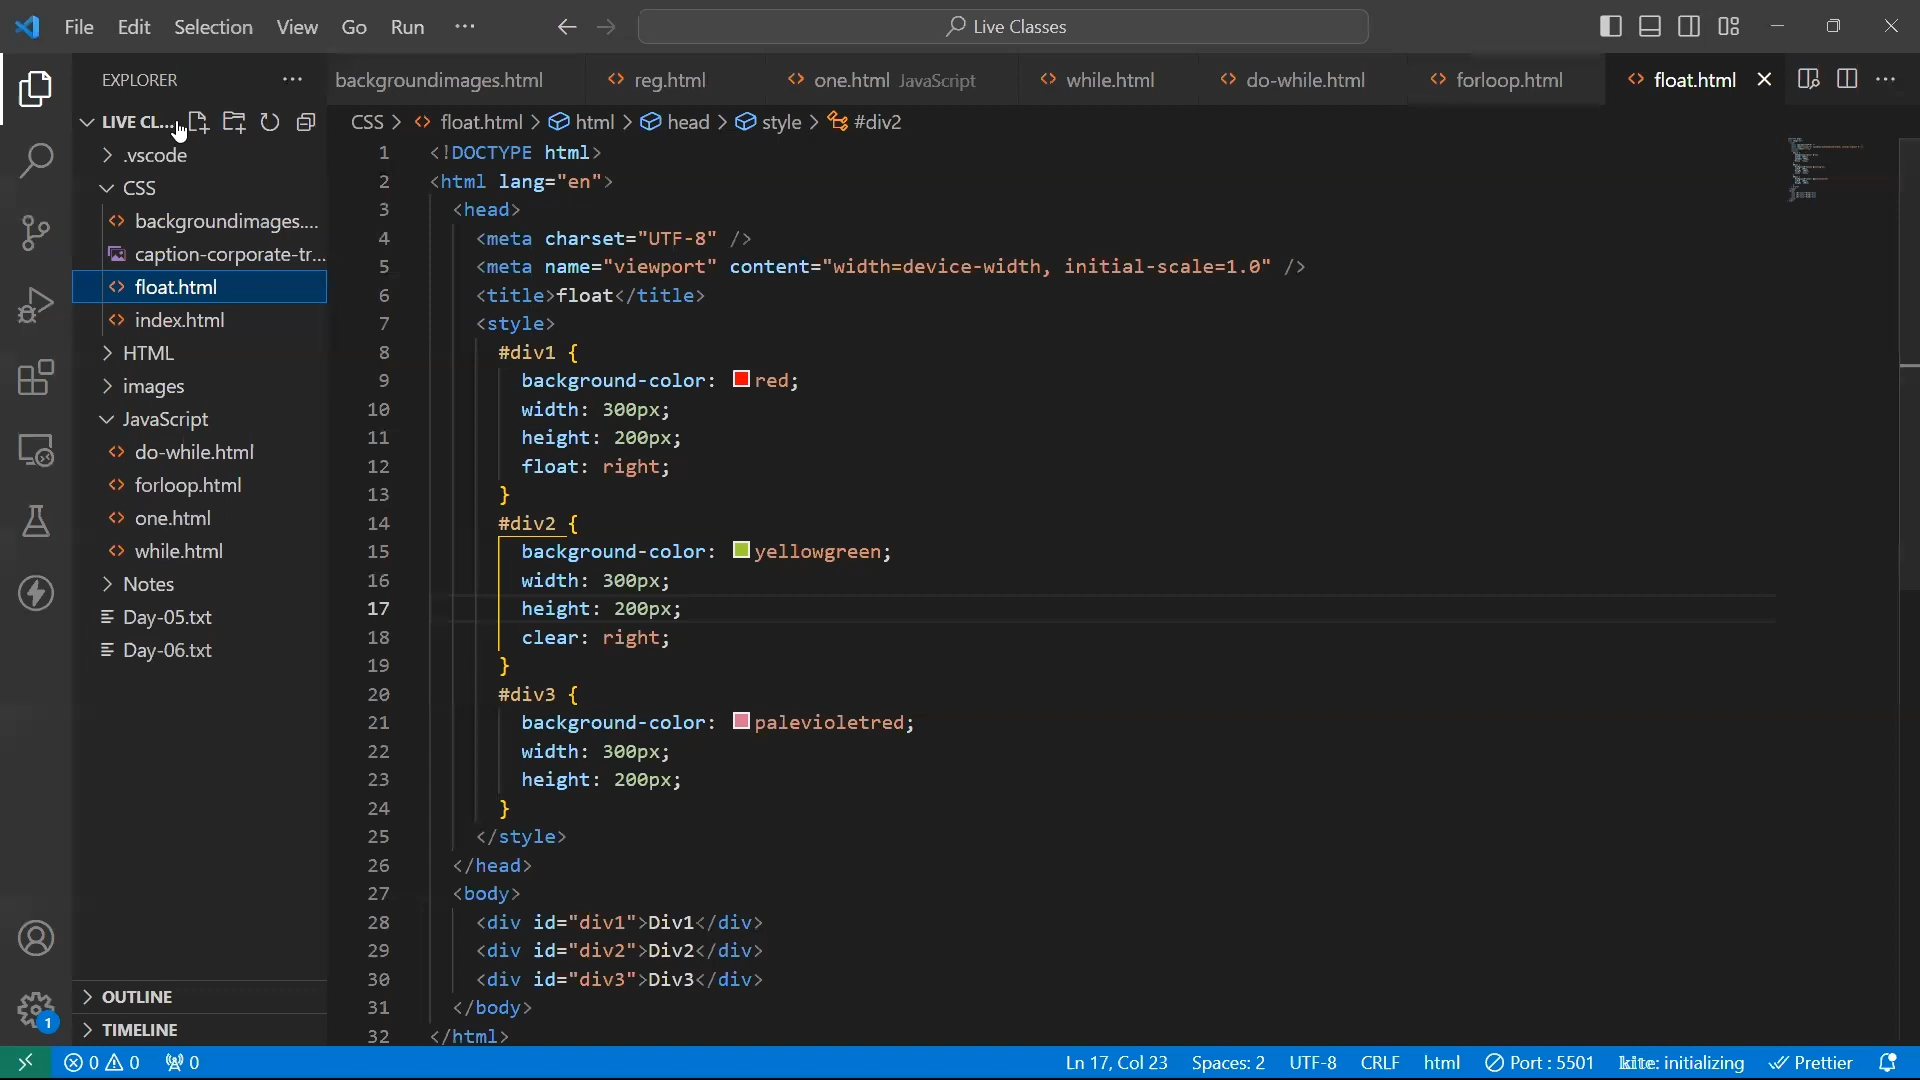 File Edit Selection View Go Run ··· Live Classes
EXPLORER ··· backgroundimages.html reg.html one.html JavaScript while.html do-while.html forloop.html float.html
LIVE CL... CSS > float.html > html > head > style > #div2
.vscode
CSS
backgroundimages....
caption-corporate-tr...
float.html
index.html
HTML
images
JavaScript
do-while.html
forloop.html
one.html
while.html
Notes
Day-05.txt
Day-06.txt
OUTLINE
TIMELINE
1 <!DOCTYPE html>
2 <html lang="en">
3 <head>
4 <meta charset="UTF-8" />
5 <meta name="viewport" content="width=device-width, initial-scale=1.0" />
6 <title>float</title>
7 <style>
8 #div1 {
9 background-color: red;
10 width: 300px;
11 height: 200px;
12 float: right;
13 }
14 #div2 {
15 background-color: yellowgreen;
16 width: 300px;
17 height: 200px;
18 clear: right;
19 }
20 #div3 {
21 background-color: palevioletred;
22 width: 300px;
23 height: 200px;
24 }
25 </style>
26 </head>
27 <body>
28 <div id="div1">Div1</div>
29 <div id="div2">Div2</div>
30 <div id="div3">Div3</div>
31 </body>
32 </html>
1
0 0 0 Ln 17, Col 23 Spaces: 2 UTF-8 CRLF html Port : 5501 kite: initializing Prettier